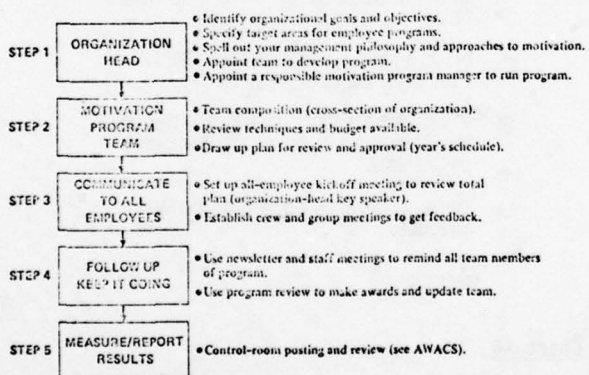 STEP 1
ORGANIZATION
HEAD
• Identify organizational goals and objectives.
• Specify target areas for employee programs.
• Spell out your management philosophy and approaches to motivation.
• Appoint team to develop program.
• Appoint a responsible motivation program manager to run program.
STEP 2
MOTIVATION
PROGRAM
TEAM
• Team composition (cross-section of organization).
• Review techniques and budget available.
• Draw up plan for review and approval (year's schedule).
STEP 3
COMMUNICATE
TO ALL
EMPLOYEES
• Set up all-employee kickoff meeting to review total
plan (organization-head key speaker).
• Establish crew and group meetings to get feedback.
STEP 4
FOLLOW UP
KEEP IT GOING
• Use newsletter and staff meetings to remind all team members
of program.
• Use program review to make awards and update team.
STEP 5
MEASURE/REPORT
RESULTS
• Control-room posting and review (see AWACS).